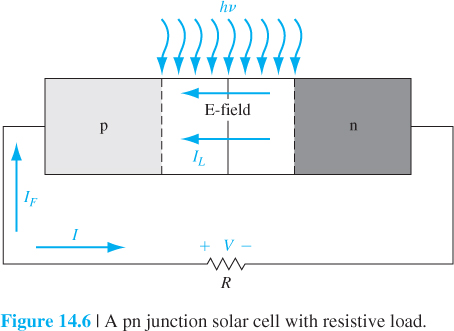 hν
E-field
p
n
I_L
I_F
I
+ V −
R
Figure 14.6 | A pn junction solar cell with resistive load.